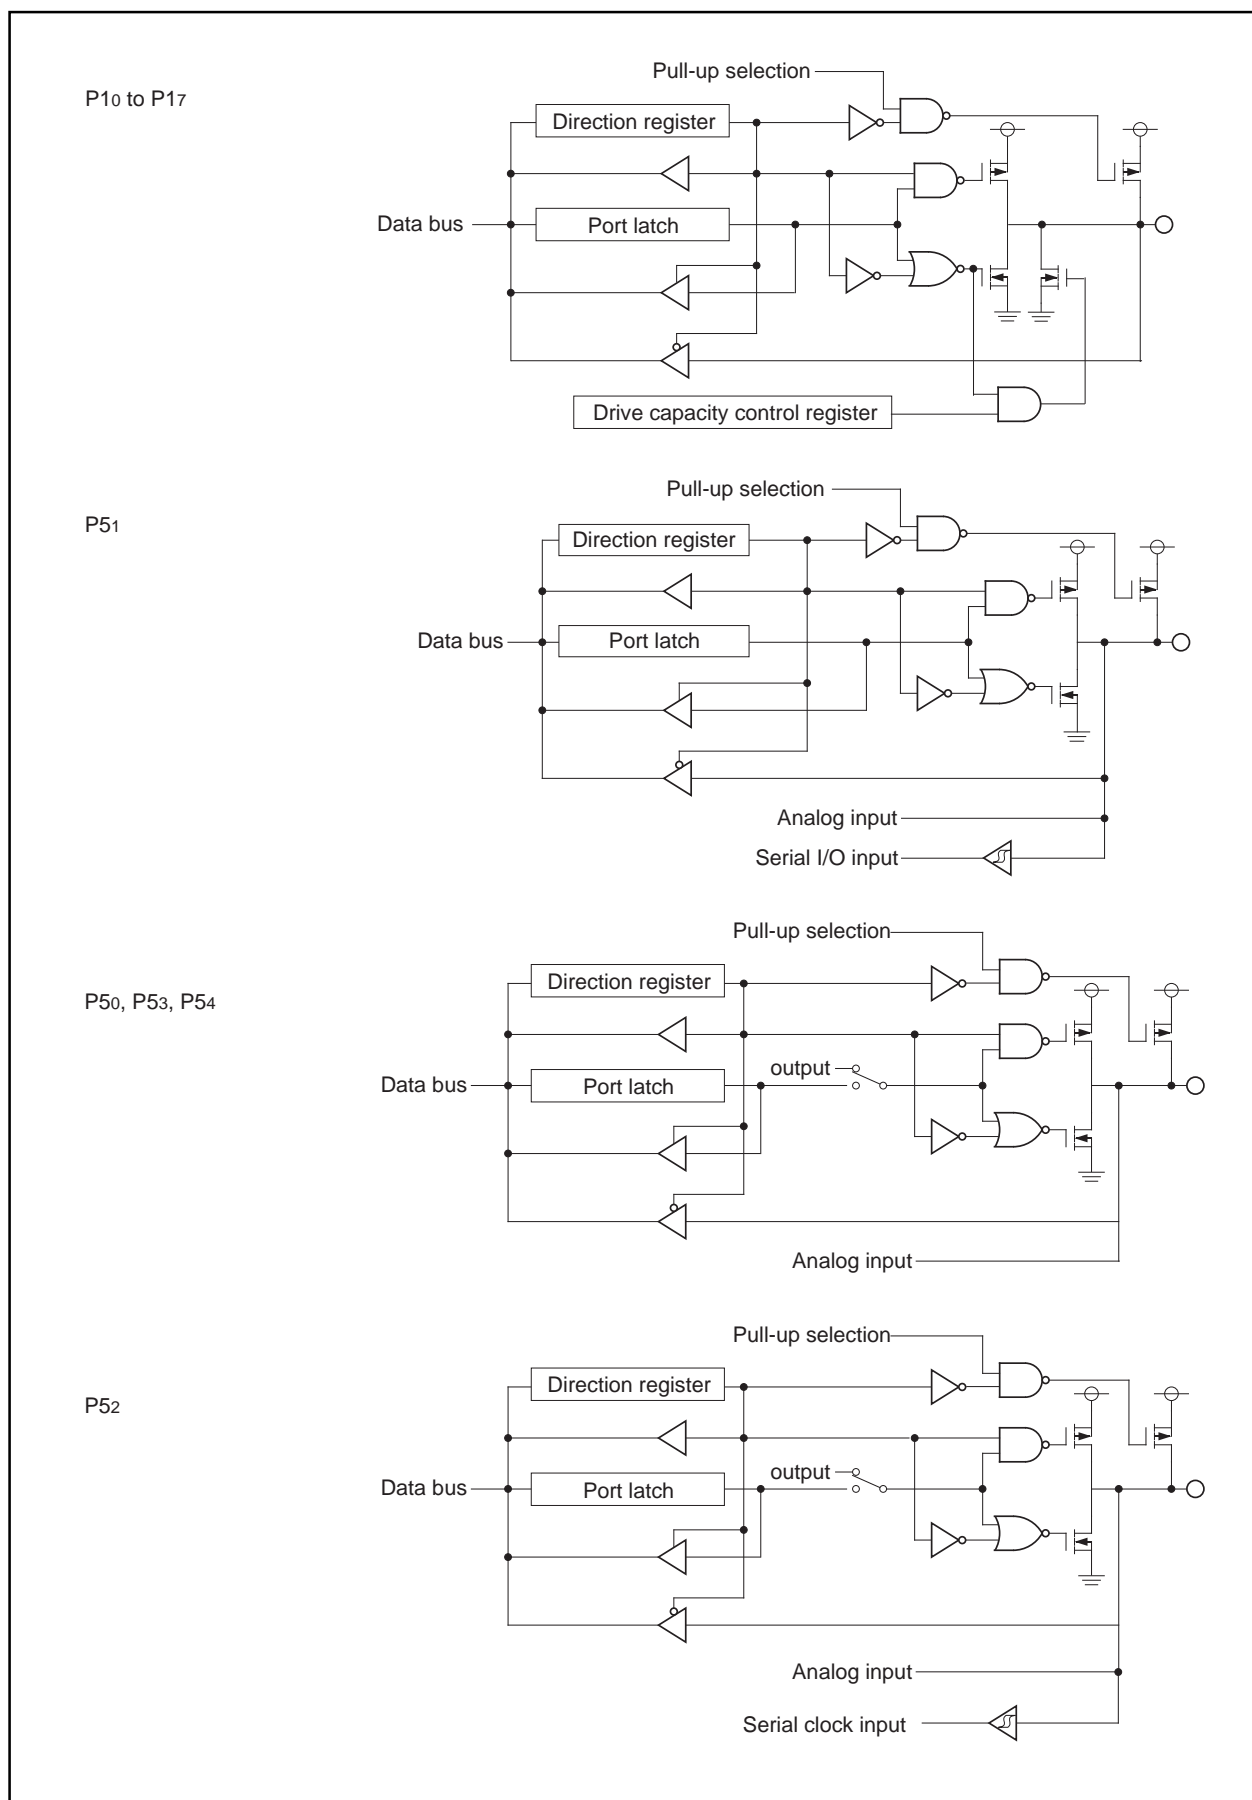 Pull-up selection
P10 to P17
Direction register
Data bus
Port latch
Drive capacity control register
Pull-up selection
P51
Direction register
Data bus
Port latch
Analog input
Serial I/O input
Pull-up selection
Direction register
P50, P53, P54
output
Data bus
Port latch
Analog input
Pull-up selection
Direction register
P52
output
Data bus
Port latch
Analog input
Serial clock input